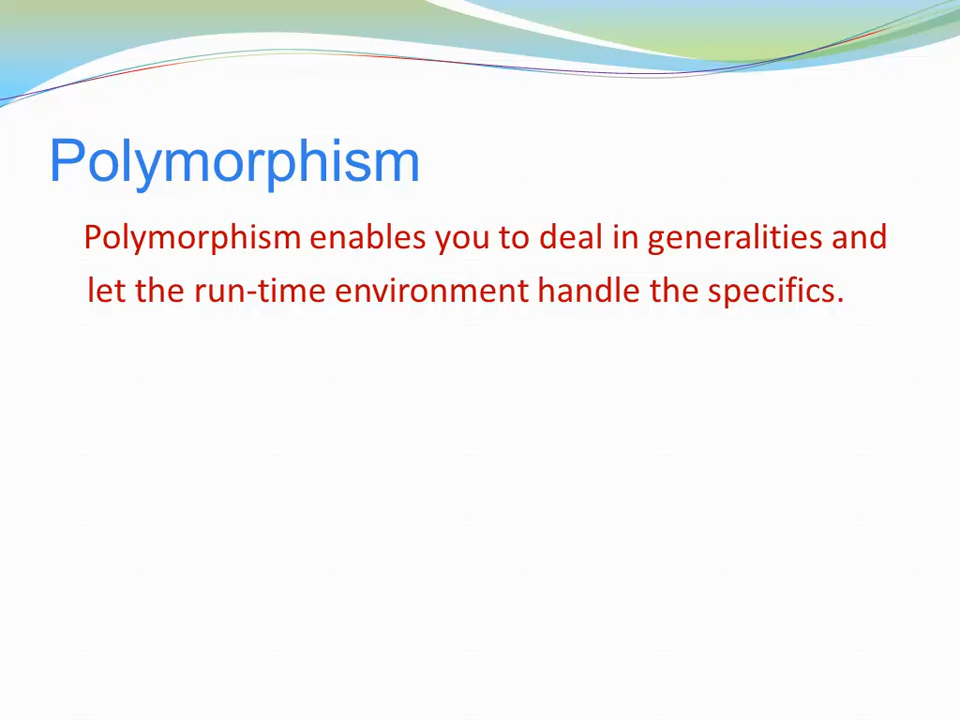 Polymorphism
Polymorphism enables you to deal in generalities and
let the run-time environment handle the specifics.